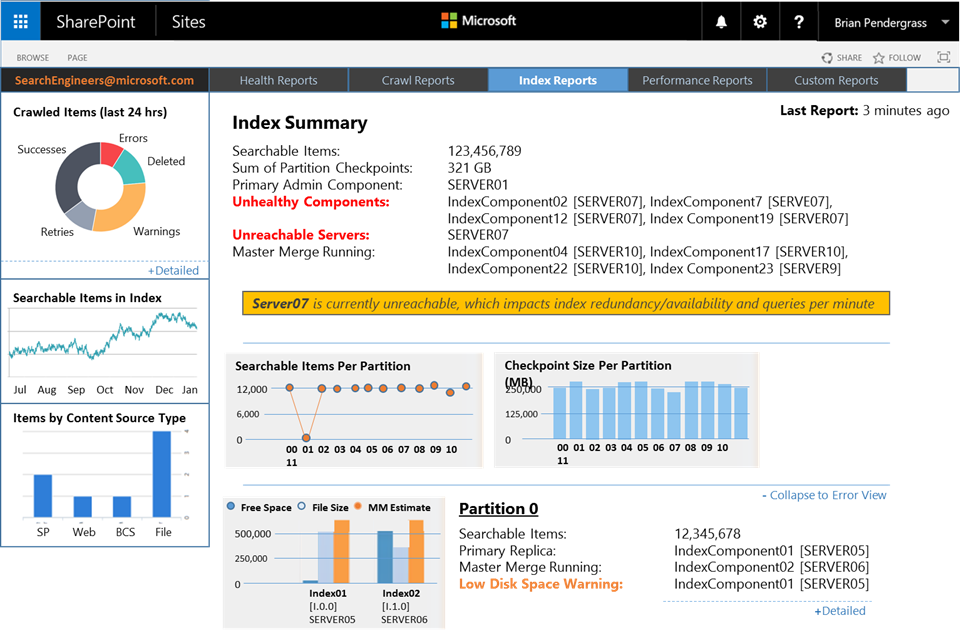 SharePoint
Sites
Microsoft
?
Brian Pendergrass
BROWSE PAGE
SHARE FOLLOW
SearchEngineers@microsoft.com
Health Reports
Crawl Reports
Index Reports
Performance Reports
Custom Reports
Crawled Items (last 24 hrs)
Errors
Successes
Deleted
Retries
Warnings
+Detailed
Searchable Items in Index
Jul Aug Sep Oct Nov Dec Jan
Items by Content Source Type
4
3
2
1
0
SP Web BCS File
Last Report: 3 minutes ago
Index Summary
Searchable Items: 123,456,789
Sum of Partition Checkpoints: 321 GB
Primary Admin Component: SERVER01
Unhealthy Components: IndexComponent02 [SERVER07], IndexComponent7 [SERVE07],
IndexComponent12 [SERVER07], Index Component19 [SERVER07]
Unreachable Servers: SERVER07
Master Merge Running: IndexComponent04 [SERVER10], IndexComponent17 [SERVER10],
IndexComponent22 [SERVER10], Index Component23 [SERVER9]
Server07 is currently unreachable, which impacts index redundancy/availability and queries per minute
Searchable Items Per Partition
12,000
6,000
0
00 01 02 03 04 05 06 07 08 09 10
11
Checkpoint Size Per Partition
(MB)
250,000
125,000
0
00 01 02 03 04 05 06 07 08 09 10
11
- Collapse to Error View
Free Space File Size MM Estimate
500,000
250,000
0
Index01 Index02
[I.0.0] [I.1.0]
SERVER05 SERVER06
Partition 0
Searchable Items: 12,345,678
Primary Replica: IndexComponent01 [SERVER05]
Master Merge Running: IndexComponent02 [SERVER06]
Low Disk Space Warning: IndexComponent01 [SERVER05]
+Detailed